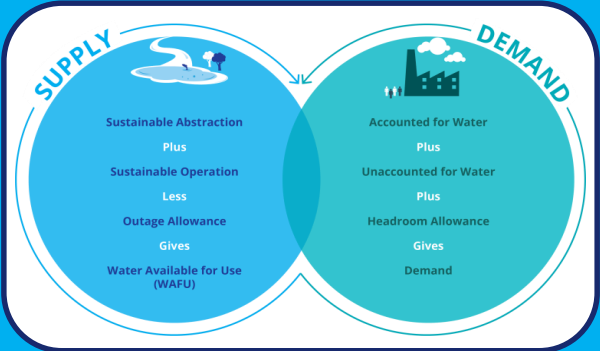 SUPPLY
Sustainable Abstraction
Plus
Sustainable Operation
Less
Outage Allowance
Gives
Water Available for Use
(WAFU)
DEMAND
Accounted for Water
Plus
Unaccounted for Water
Plus
Headroom Allowance
Gives
Demand